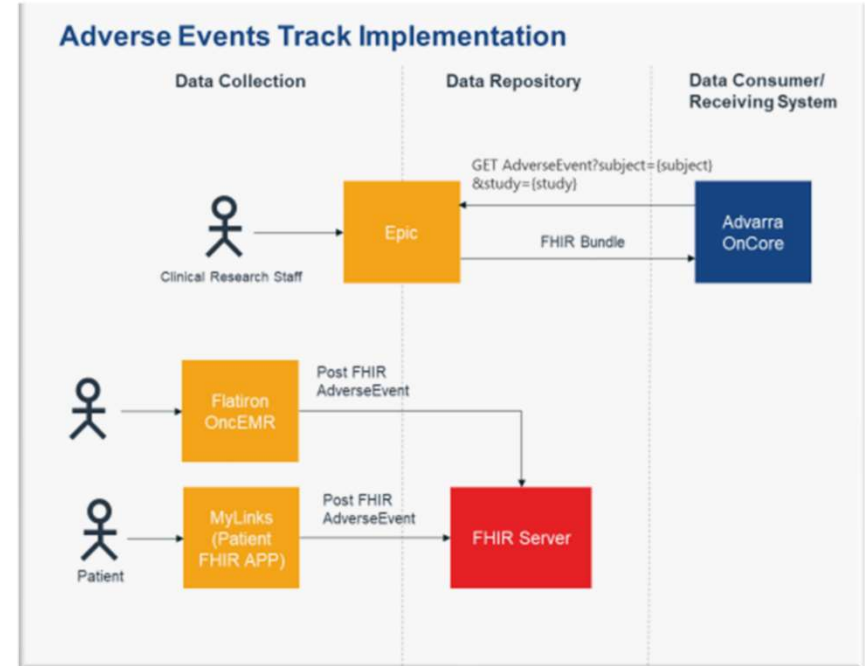 Adverse Events Track Implementation
Data Collection
Data Repository
Data Consumer/
Receiving System
GET AdverseEvent?subject={subject}
&study={study}
Epic
FHIR Bundle
Advarra
OnCore
Clinical Research Staff
Post FHIR
AdverseEvent
Flatiron
OncEMR
Post FHIR
AdverseEvent
MyLinks
(Patient
FHIR APP)
FHIR Server
Patient